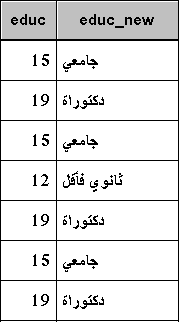 educ educ_new
15 جامعي
19 دكتوراة
15 جامعي
12 ثانوي فأقل
19 دكتوراة
15 جامعي
19 دكتوراة